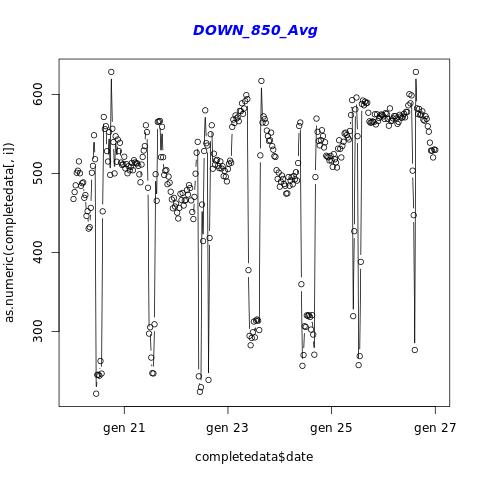 DOWN_850_Avg
as.numeric(completedata[, i])
600
500
400
300
gen 21
gen 23
gen 25
gen 27
completedata$date